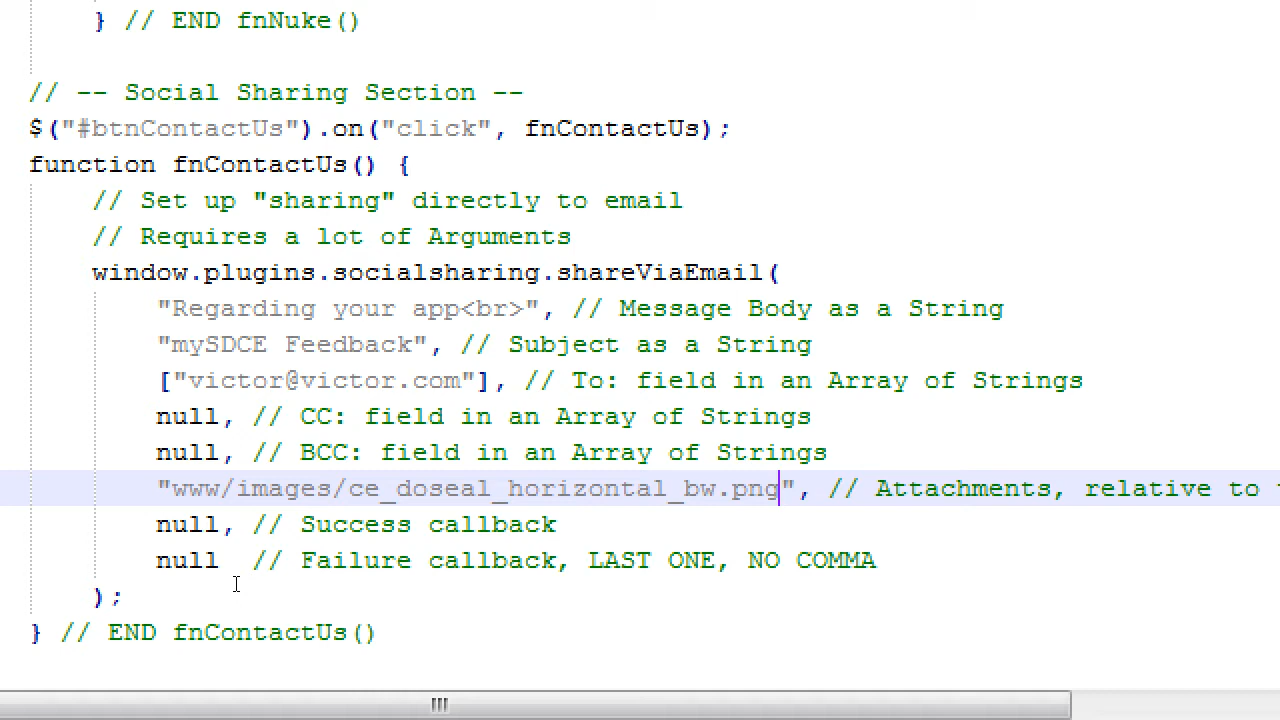 } // END fnNuke()
// -- Social Sharing Section --
$("#btnContactUs").on("click", fnContactUs);
function fnContactUs() {
// Set up "sharing" directly to email
// Requires a lot of Arguments
window.plugins.socialsharing.shareViaEmail(
"Regarding your app<br>", // Message Body as a String
"mySDCE Feedback", // Subject as a String
["victor@victor.com"], // To: field in an Array of Strings
null, // CC: field in an Array of Strings
null, // BCC: field in an Array of Strings
"www/images/ce_doseal_horizontal_bw.png", // Attachments, relative to
null, // Success callback
null // Failure callback, LAST ONE, NO COMMA
);
} // END fnContactUs()